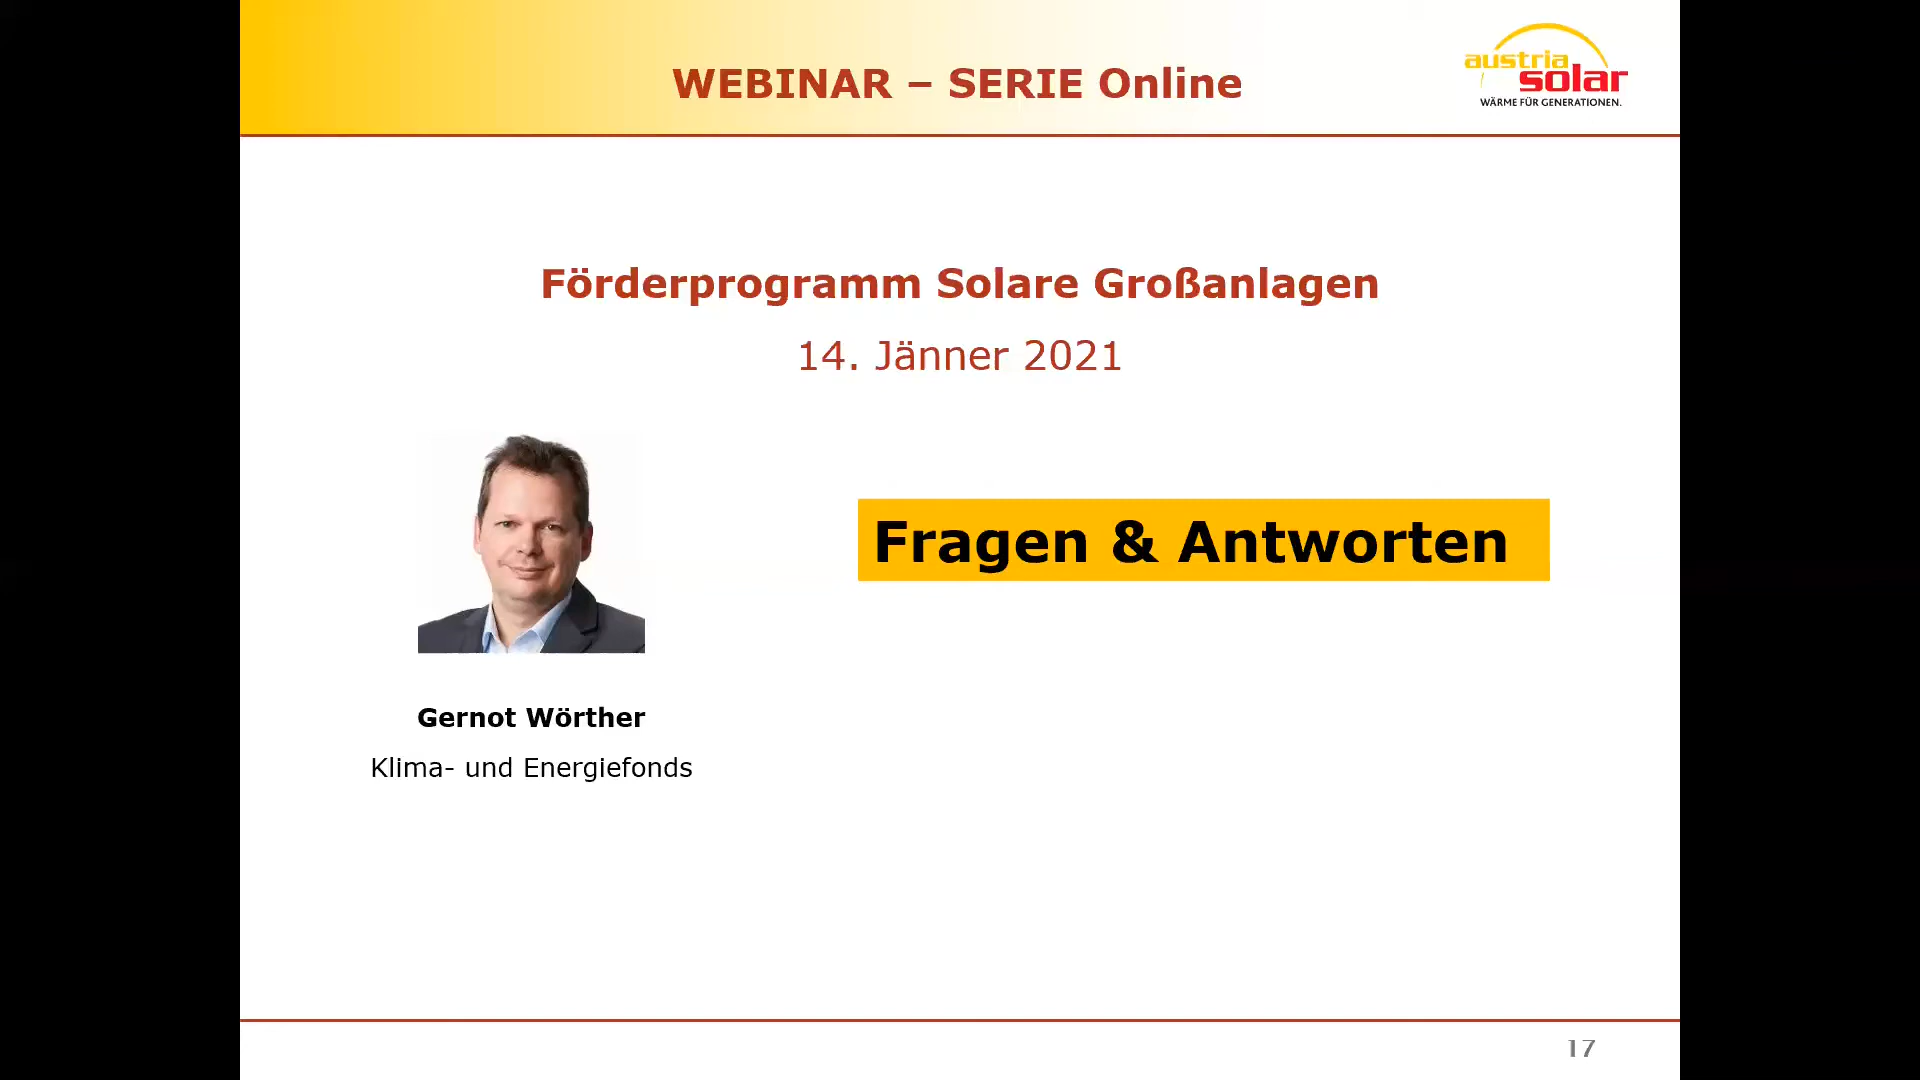 WEBINAR – SERIE Online
austria
solar
WÄRME FÜR GENERATIONEN.
Förderprogramm Solare Großanlagen
14. Jänner 2021
Fragen & Antworten
Gernot Wörther
Klima- und Energiefonds
17